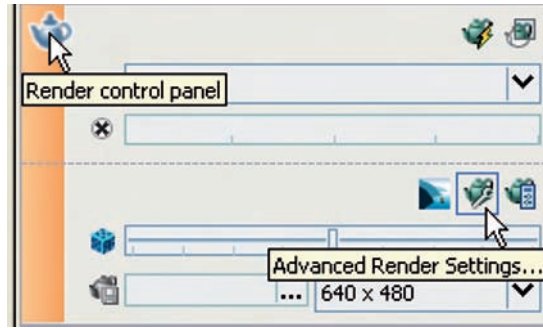 Render control panel
Advanced Render Settings...
... 640 x 480